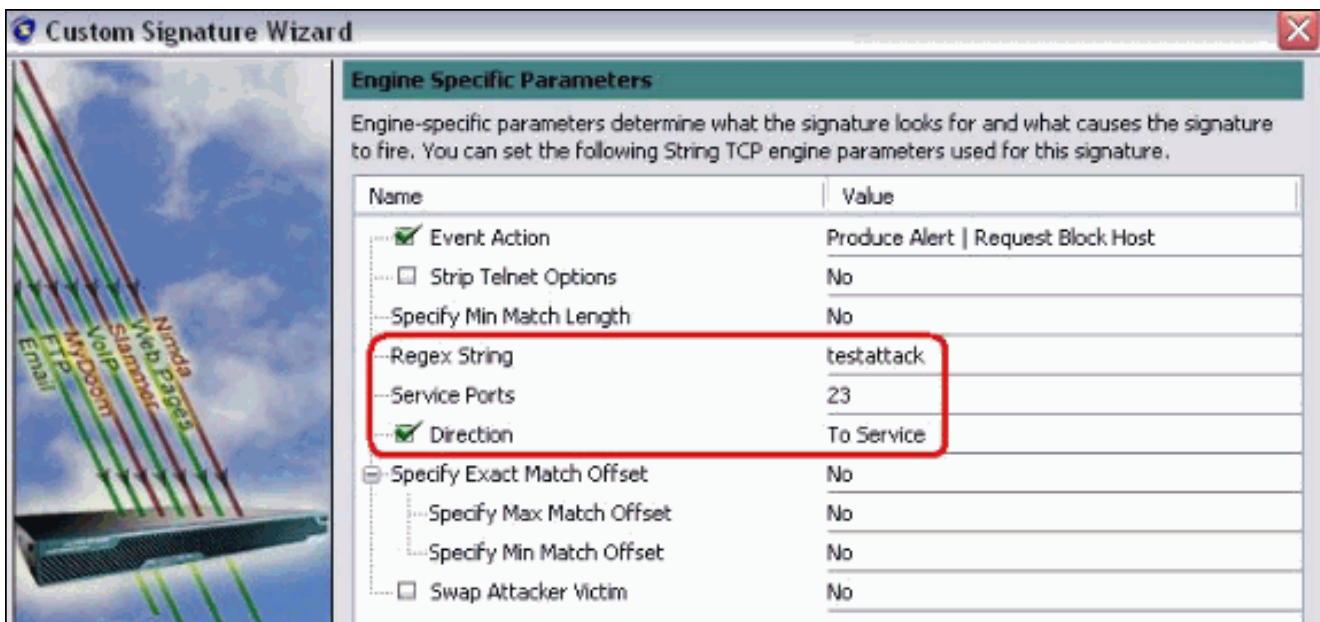 Custom Signature Wizard
Engine Specific Parameters
Engine-specific parameters determine what the signature looks for and what causes the signature
to fire. You can set the following String TCP engine parameters used for this signature.
Name Value
Event Action Produce Alert | Request Block Host
Strip Telnet Options No
Specify Min Match Length No
Regex String testattack
Service Ports 23
Direction To Service
Specify Exact Match Offset No
Specify Max Match Offset No
Specify Min Match Offset No
Swap Attacker Victim No
Email
FTP
MyDoom
VoIP
Slammer
Web Pages
Nimda